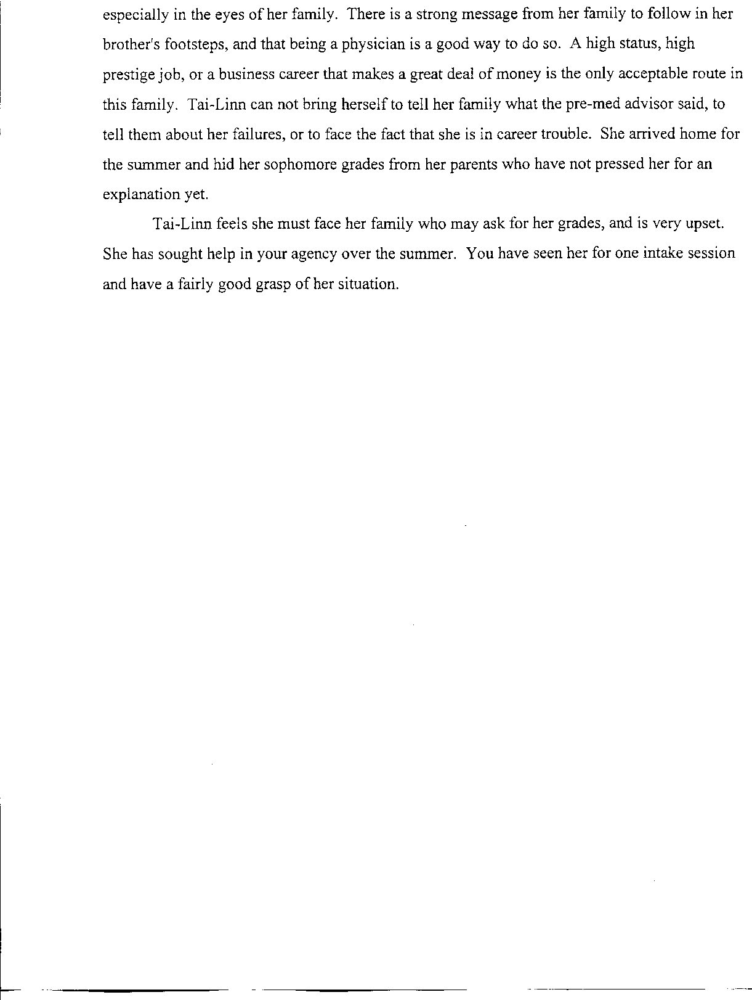 especially in the eyes of her family. There is a strong message from her family to follow in her
brother's footsteps, and that being a physician is a good way to do so. A high status, high
prestige job, or a business career that makes a great deal of money is the only acceptable route in
this family. Tai-Linn can not bring herself to tell her family what the pre-med advisor said, to
tell them about her failures, or to face the fact that she is in career trouble. She arrived home for
the summer and hid her sophomore grades from her parents who have not pressed her for an
explanation yet.
Tai-Linn feels she must face her family who may ask for her grades, and is very upset.
She has sought help in your agency over the summer. You have seen her for one intake session
and have a fairly good grasp of her situation.